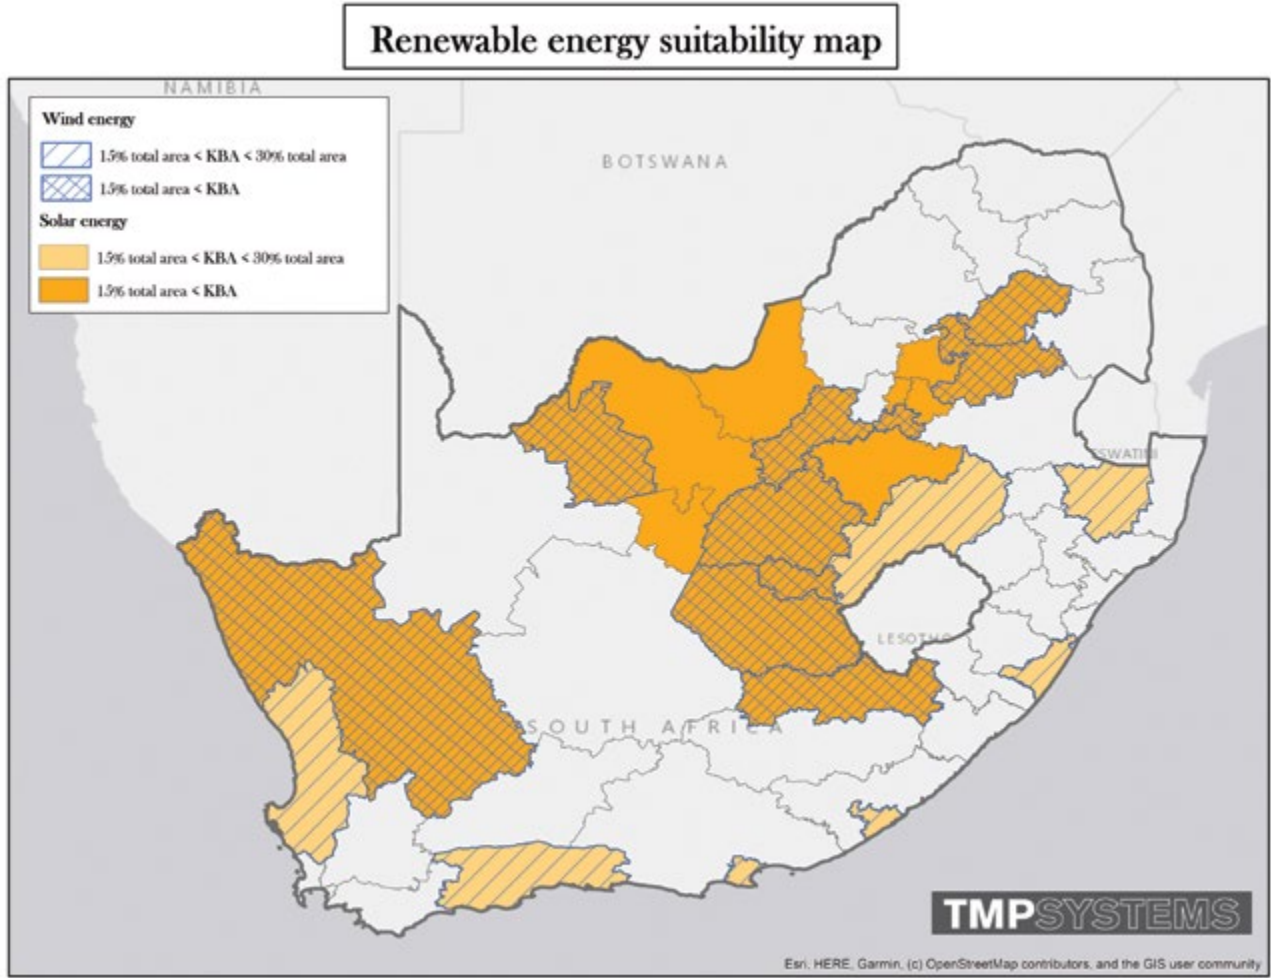 Renewable energy suitability map
NAMIBIA
Wind energy
15% total area < KBA < 30% total area
15% total area < KBA
Solar energy
15% total area < KBA < 30% total area
15% total area < KBA
BOTSWANA
ESWATINI
LESOTHO
SOUTH AFRICA
TMPSYSTEMS
Esri, HERE, Garmin, (c) OpenStreetMap contributors, and the GIS user community